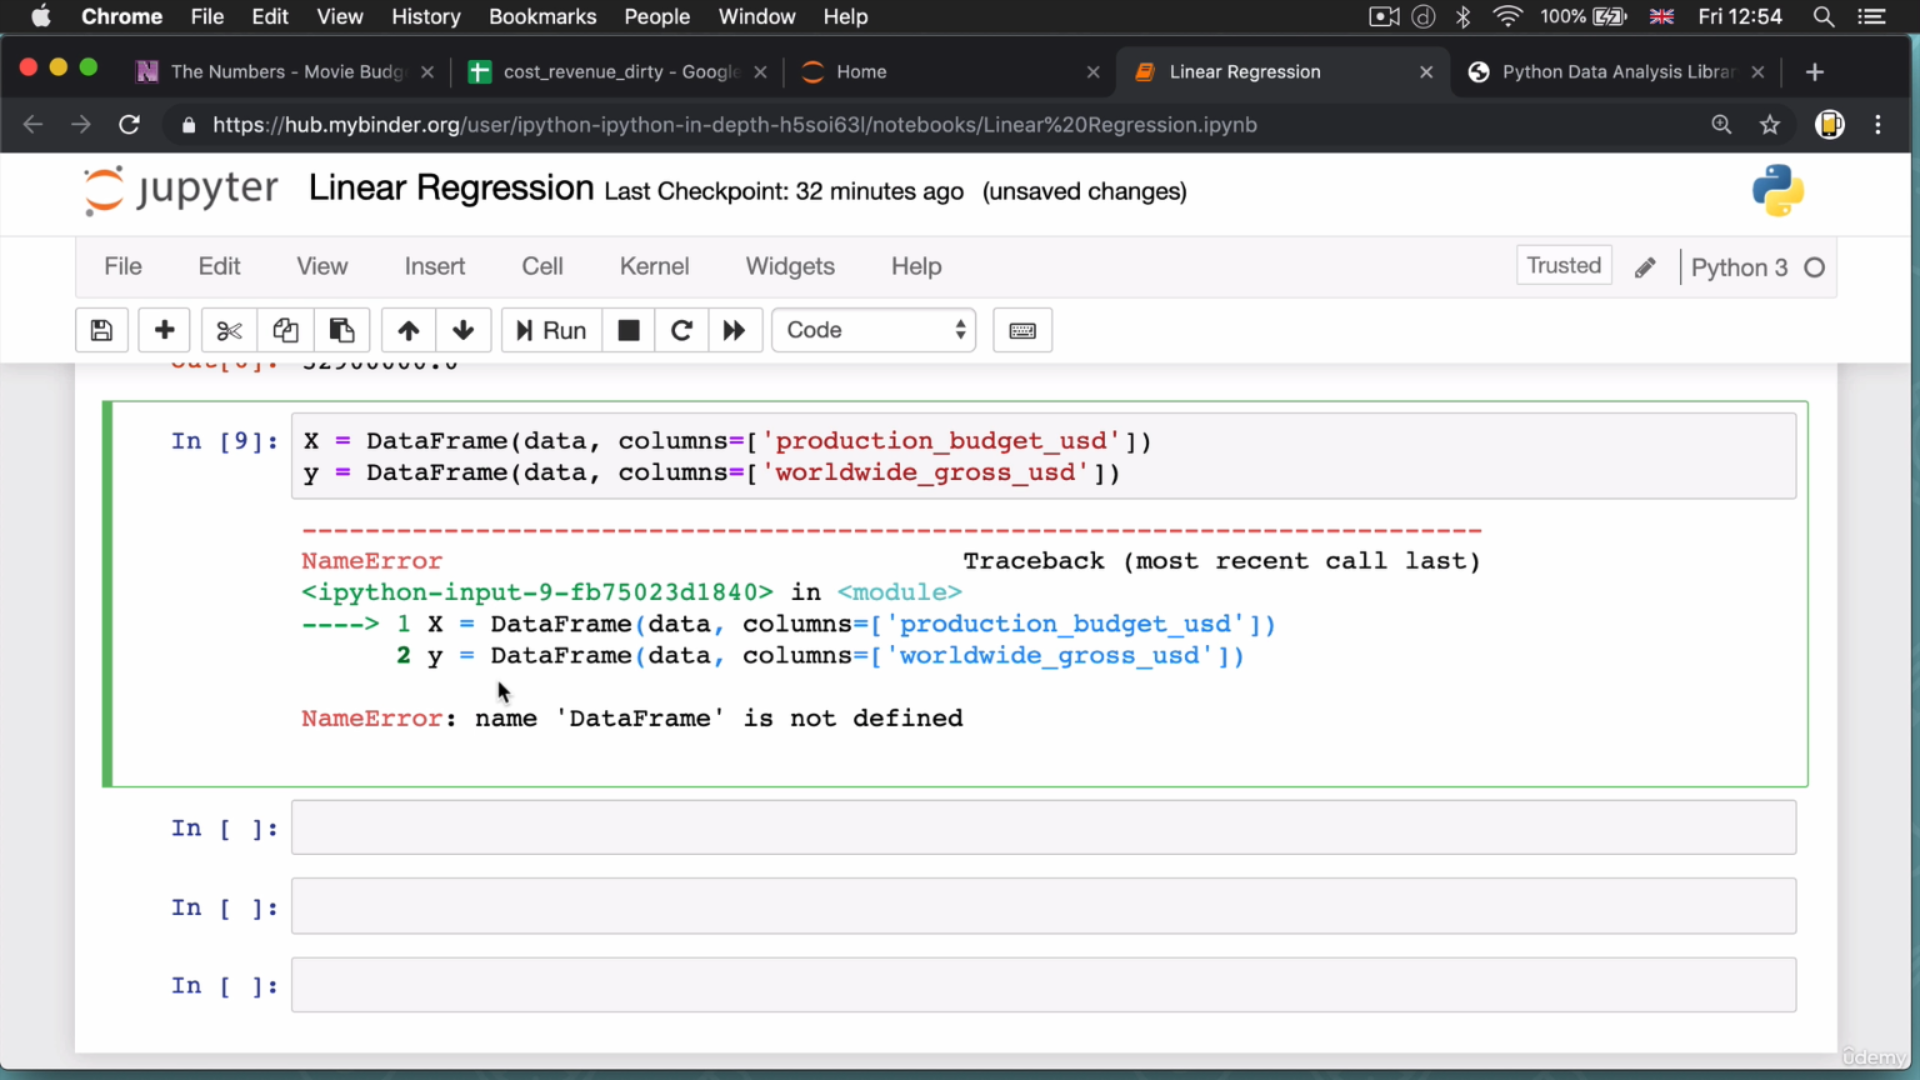 Chrome File Edit View History Bookmarks People Window Help 100% Fri 12:54
The Numbers - Movie Budg cost_revenue_dirty - Google Home Linear Regression Python Data Analysis Librar
https://hub.mybinder.org/user/ipython-ipython-in-depth-h5soi63l/notebooks/Linear%20Regression.ipynb
jupyter Linear Regression Last Checkpoint: 32 minutes ago (unsaved changes)
File Edit View Insert Cell Kernel Widgets Help Trusted Python 3
Run Code
In [9]: X = DataFrame(data, columns=['production_budget_usd'])
y = DataFrame(data, columns=['worldwide_gross_usd'])
---------------------------------------------------------------------------
NameError Traceback (most recent call last)
<ipython-input-9-fb75023d1840> in <module>
----> 1 X = DataFrame(data, columns=['production_budget_usd'])
2 y = DataFrame(data, columns=['worldwide_gross_usd'])
NameError: name 'DataFrame' is not defined
In [ ]:
In [ ]:
In [ ]:
ûdemy